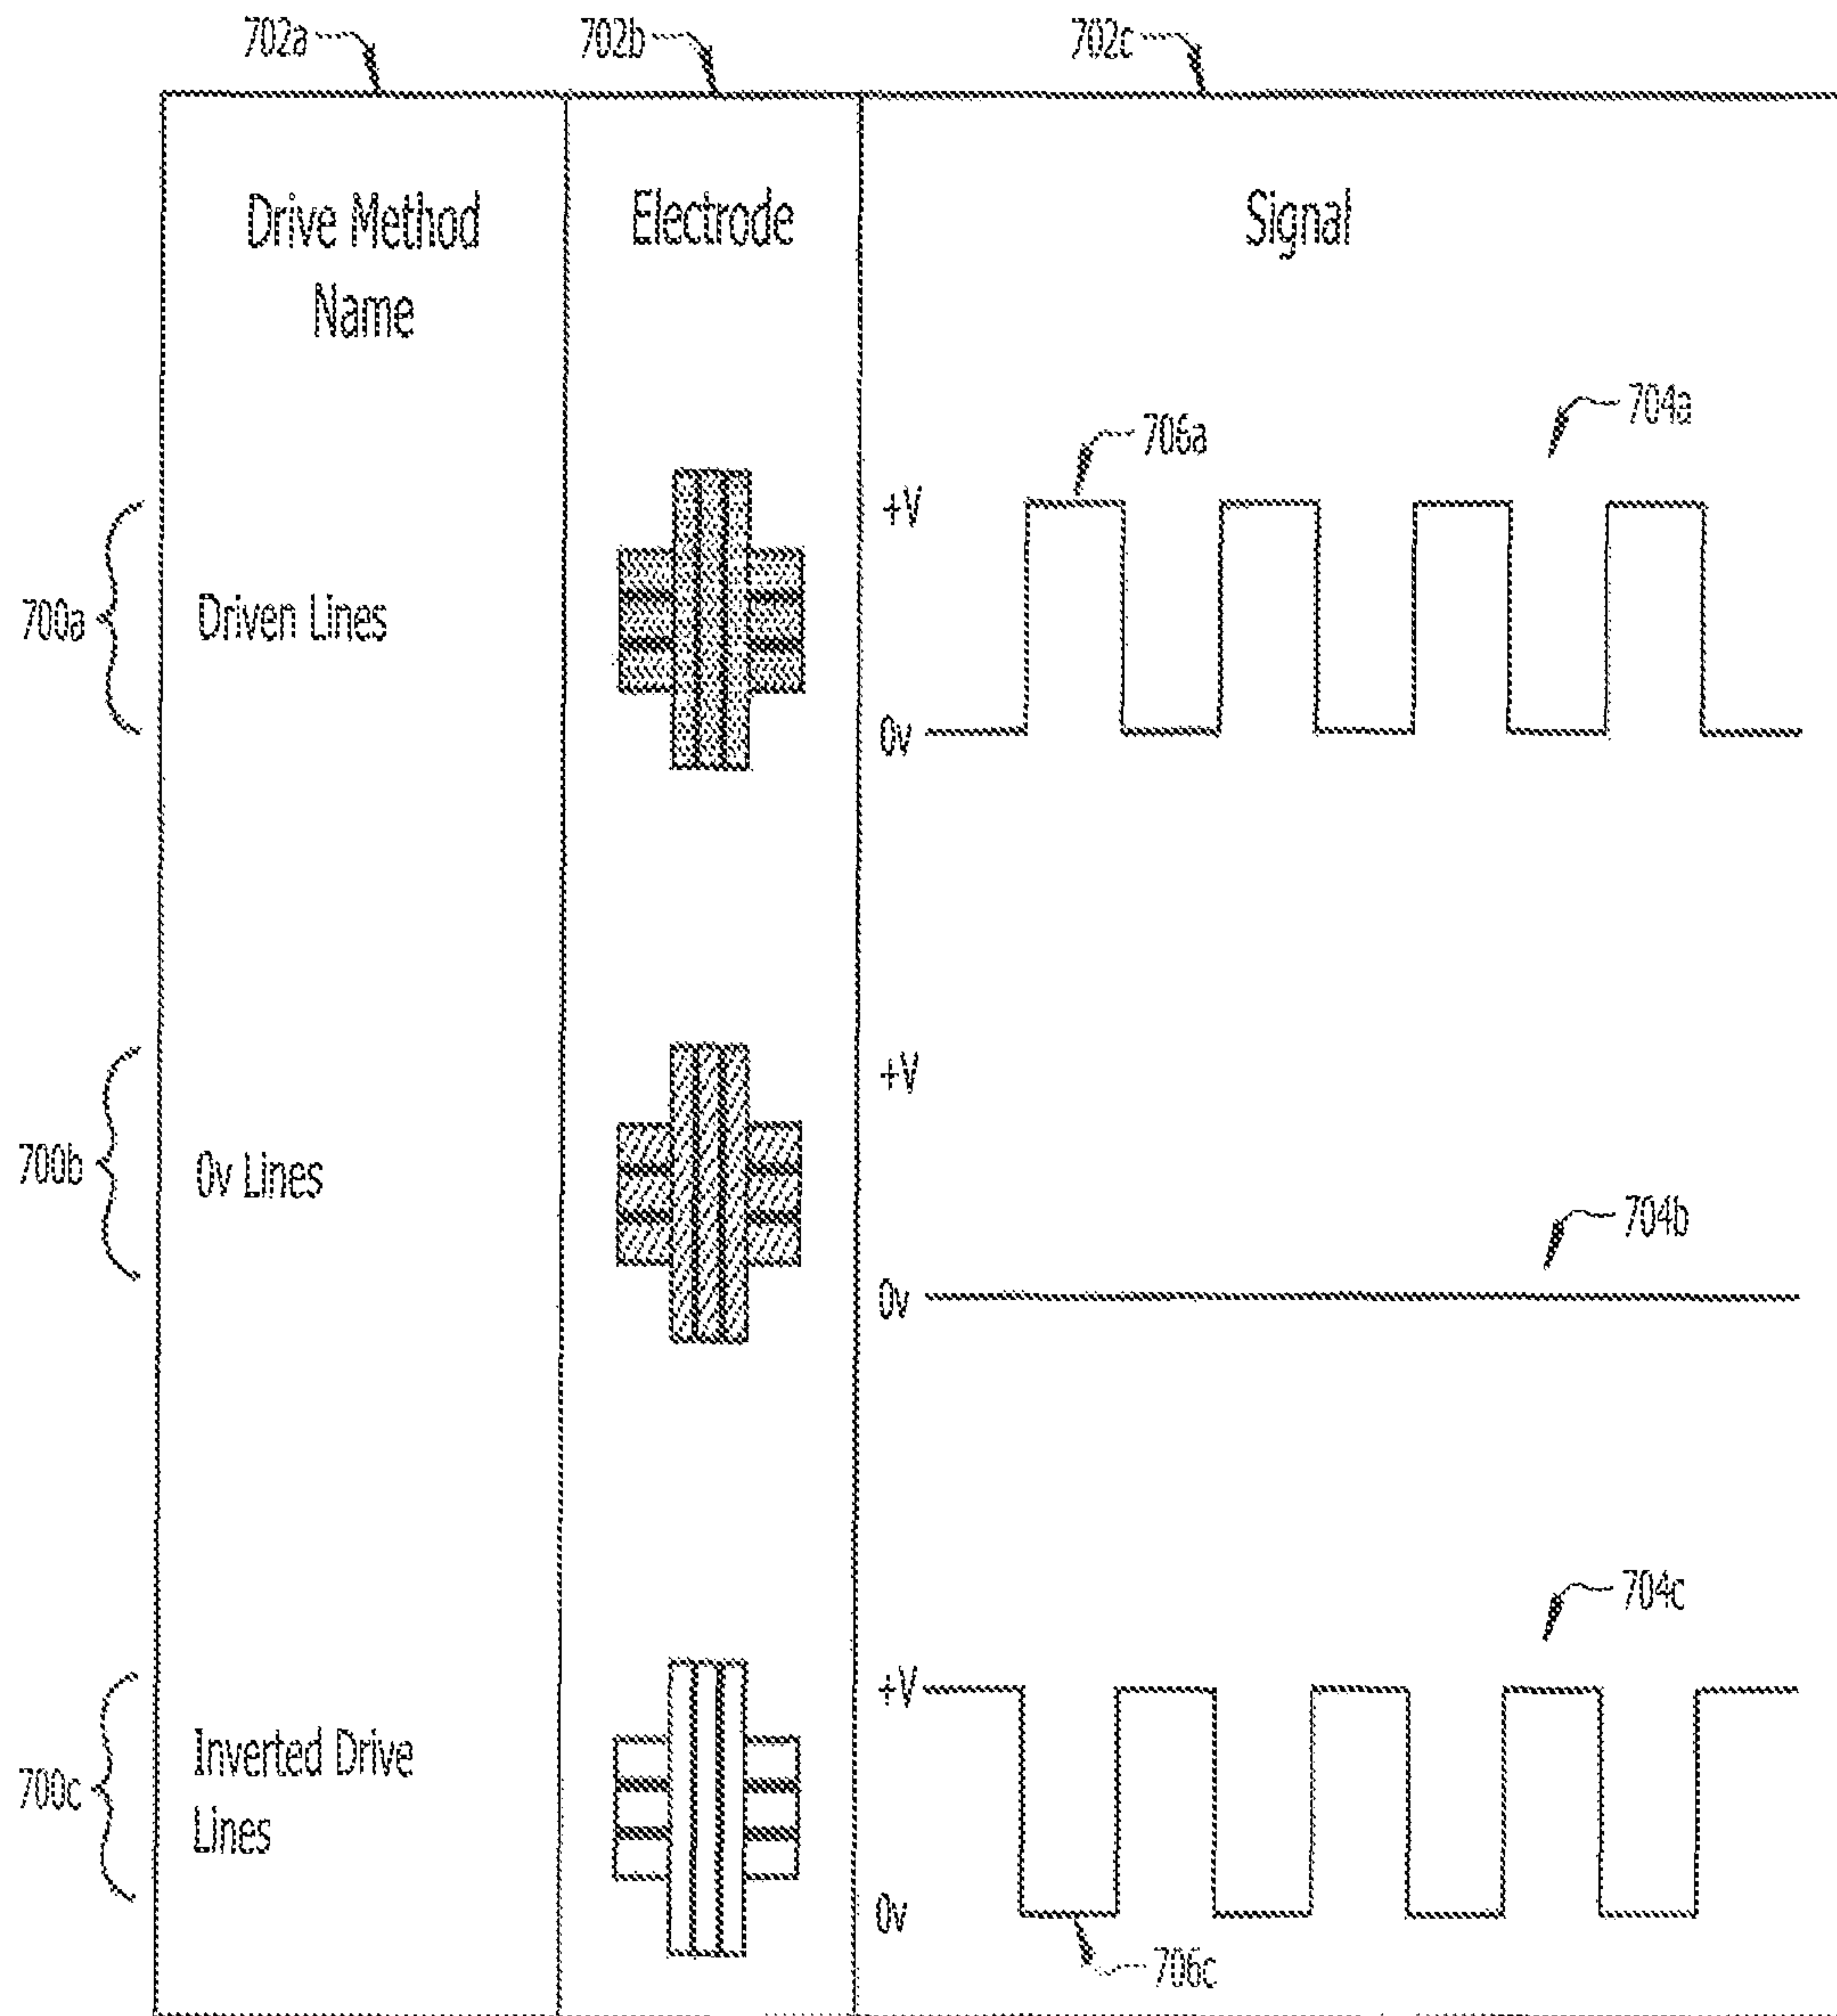 702a
702b
702c
Drive Method
Name
Electrode
Signal
704a
706a
+V
700a
Driven Lines
0v
+V
700b
0v Lines
704b
0v
704c
+V
700c
Inverted Drive
Lines
0v
706c